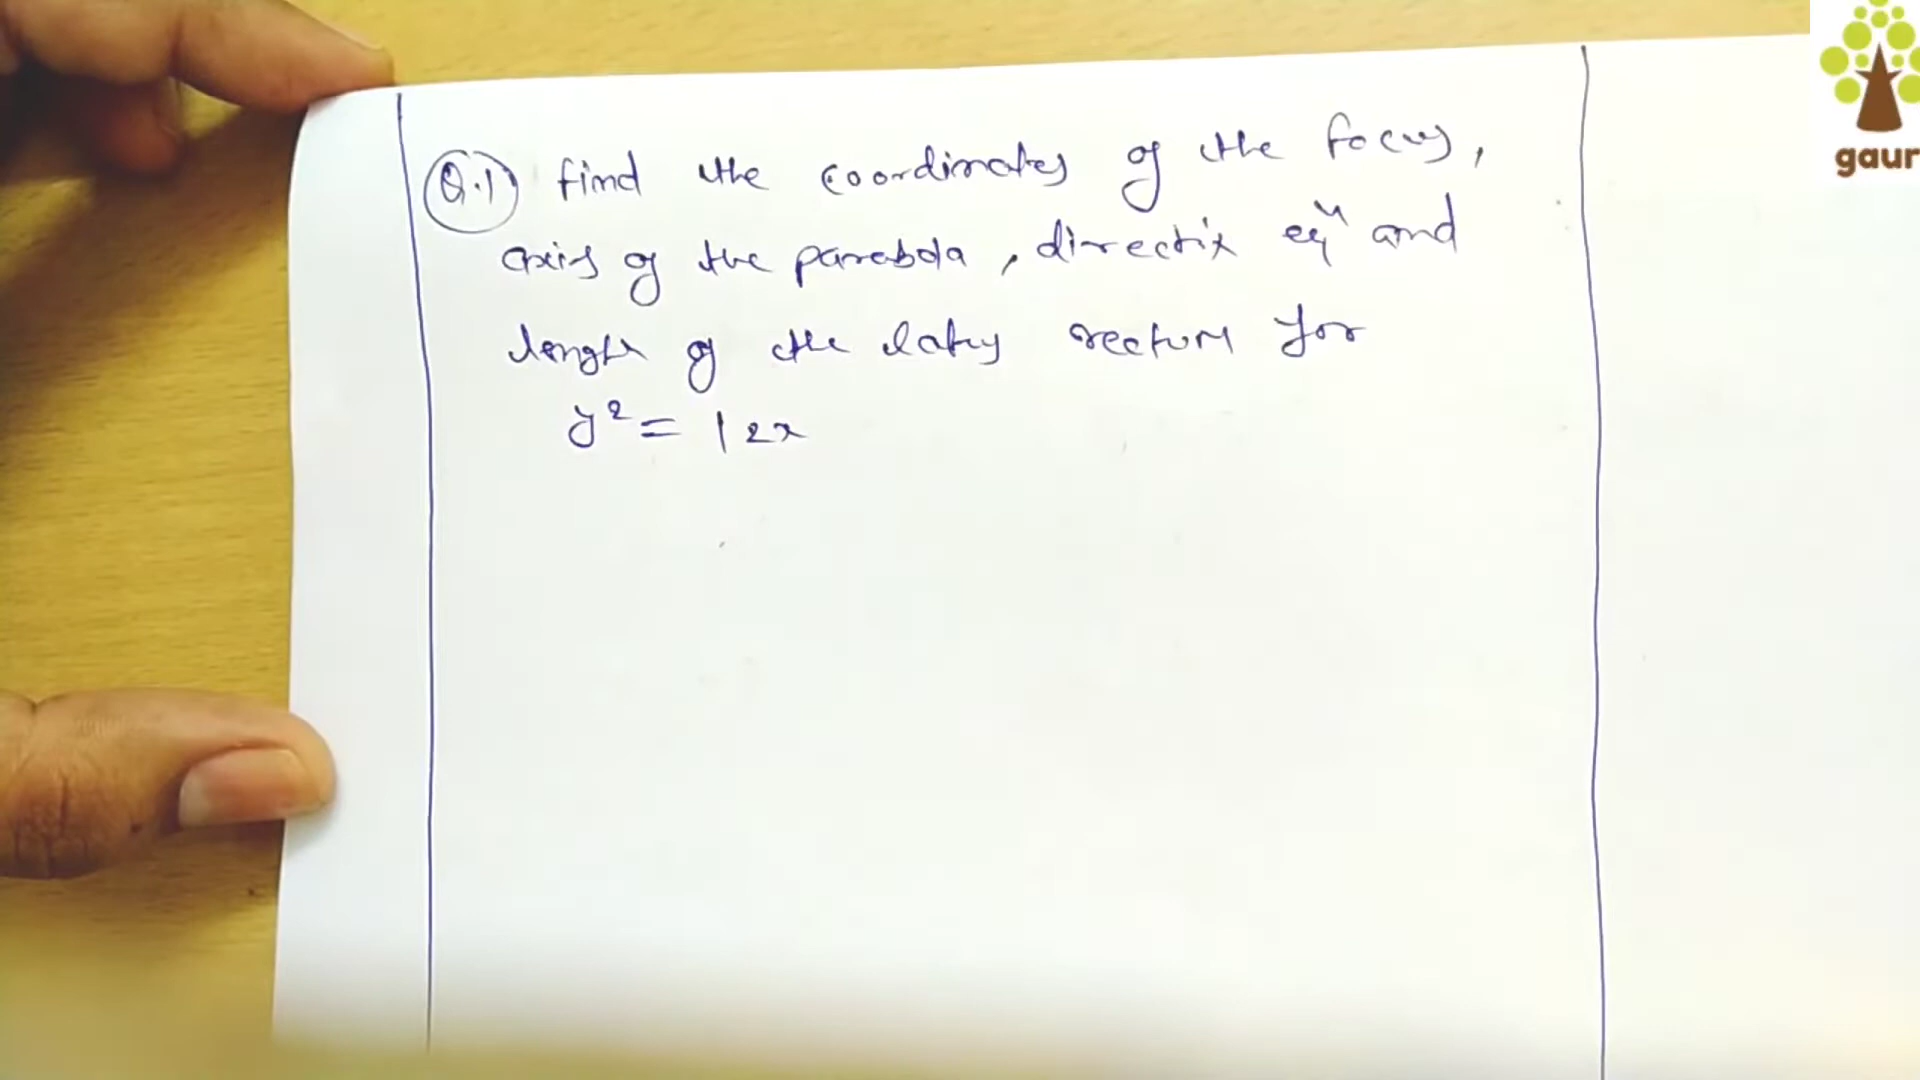 Q.1) find the coordinates of the focus,
axis of the parabola, directix eqn and
length of the latus rectum for
y² = 12x
gaur